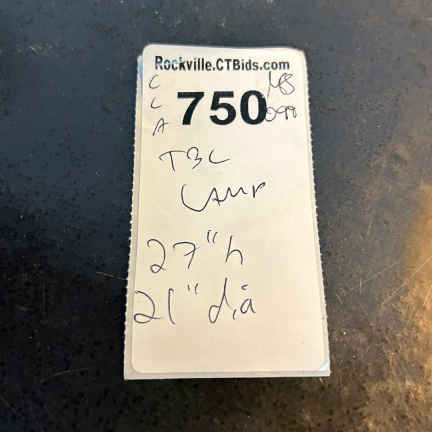 Rockville.CTBids.com
C
L
A
750
TBL
LAMP
27"h
21" dia